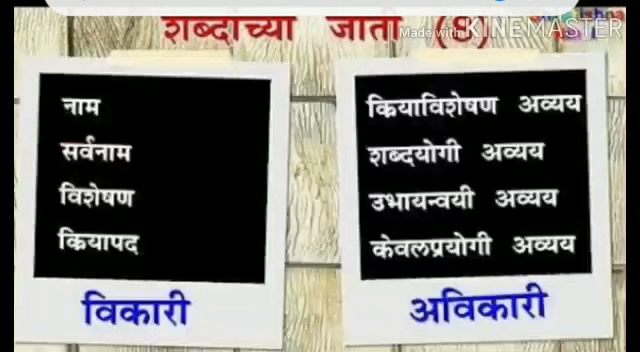 शब्दांच्या जाती (८)
Made with KINEMASTER
नाम
सर्वनाम
विशेषण
कियापद
विकारी
कियाविशेषण अव्यय
शब्दयोगी अव्यय
उभायन्वयी अव्यय
केवलप्रयोगी अव्यय
अविकारी